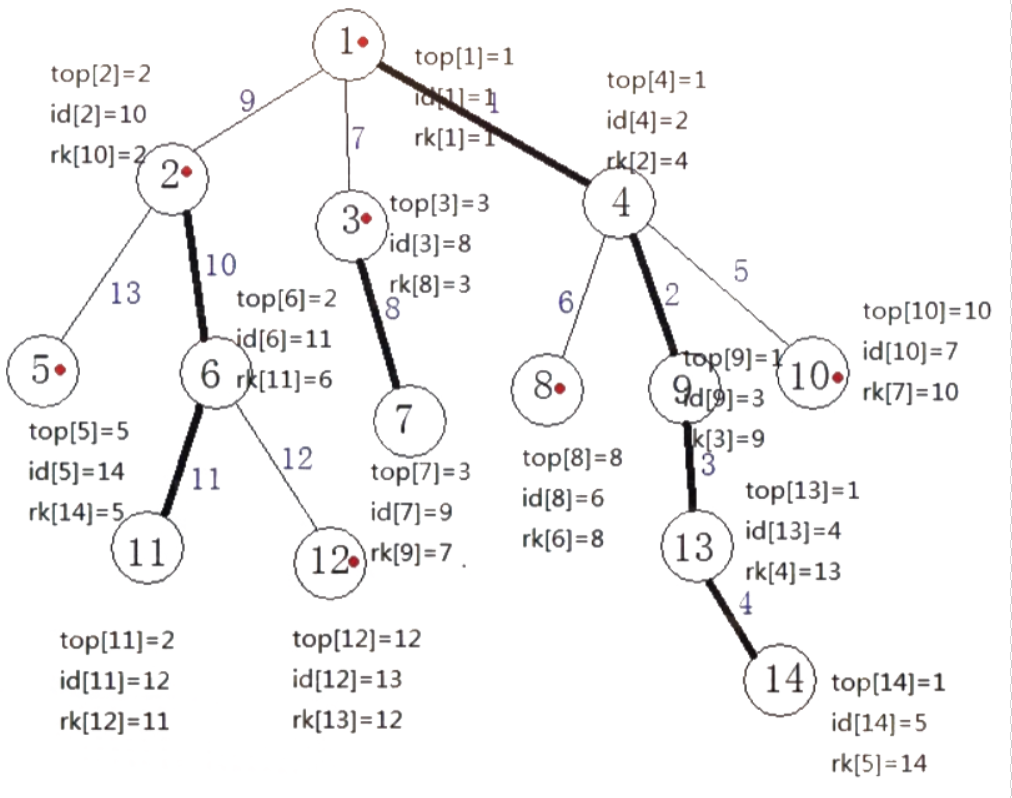 1
top[1]=1
id[1]=1
rk[1]=1
1
9
7
top[2]=2
id[2]=10
rk[10]=2
2
top[4]=1
id[4]=2
rk[2]=4
4
3
top[3]=3
id[3]=8
rk[8]=3
13
10
8
6
2
5
5
top[5]=5
id[5]=14
rk[14]=5
6
top[6]=2
id[6]=11
rk[11]=6
7
top[7]=3
id[7]=9
rk[9]=7 .
8
top[8]=8
id[8]=6
rk[6]=8
9
top[9]=1
id[9]=3
k[3]=9
10
top[10]=10
id[10]=7
rk[7]=10
11
12
3
11
top[11]=2
id[11]=12
rk[12]=11
12
top[12]=12
id[12]=13
rk[13]=12
13
top[13]=1
id[13]=4
rk[4]=13
4
14
top[14]=1
id[14]=5
rk[5]=14